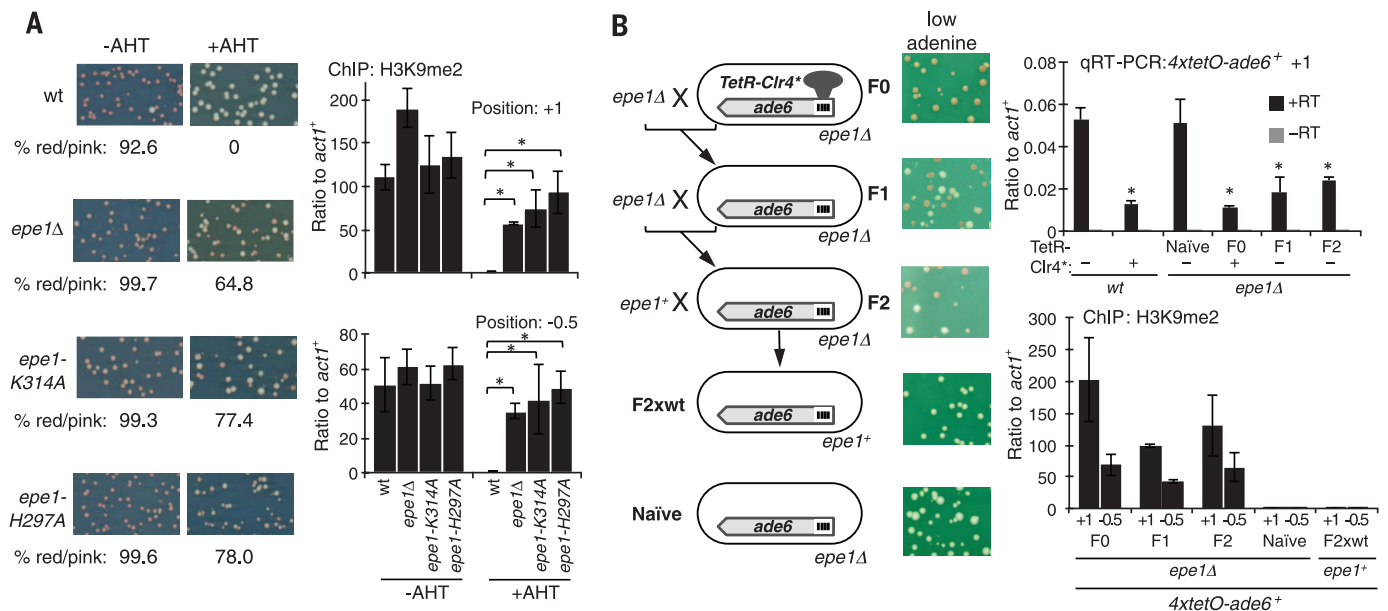 A
-AHT
+AHT
wt
% red/pink: 92.6 0
epe1Δ
% red/pink: 99.7 64.8
epe1-
K314A
% red/pink: 99.3 77.4
epe1-
H297A
% red/pink: 99.6 78.0
ChIP: H3K9me2
Position: +1
Ratio to act1+
200
150
100
50
0
*
*
*
Position: -0.5
Ratio to act1+
80
60
40
20
0
*
*
*
wt
epe1Δ
epe1-K314A
epe1-H297A
wt
epe1Δ
epe1-K314A
epe1-H297A
-AHT
+AHT
B
low
adenine
epe1Δ X
TetR-Clr4*
ade6
F0
epe1Δ
epe1Δ X
ade6
F1
epe1Δ
epe1+ X
ade6
F2
epe1Δ
F2xwt
ade6
epe1+
Naïve
ade6
epe1Δ
qRT-PCR:4xtetO-ade6+ +1
+RT
–RT
Ratio to act1+
0.08
0.06
0.04
0.02
0
*
*
*
*
Naïve F0 F1 F2
TetR-
Clr4*: – + – + – –
wt
epe1Δ
ChIP: H3K9me2
Ratio to act1+
300
250
200
150
100
50
0
+1 -0.5 +1 -0.5 +1 -0.5 +1 -0.5 +1 -0.5
F0 F1 F2 Naïve F2xwt
epe1Δ
epe1+
4xtetO-ade6+